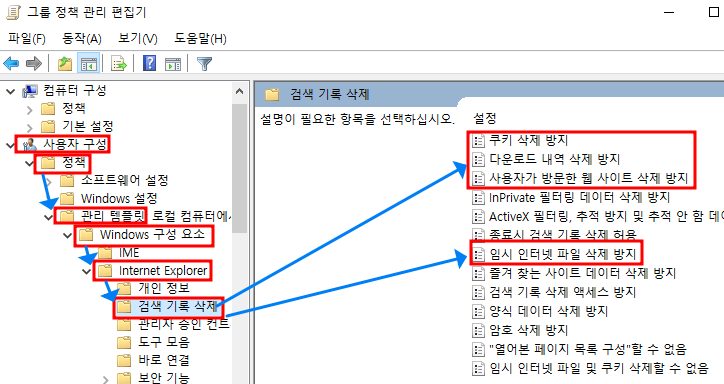 그룹 정책 관리 편집기
파일(F) 동작(A) 보기(V) 도움말(H)
컴퓨터 구성
정책
기본 설정
사용자 구성
정책
소프트웨어 설정
Windows 설정
관리 템플릿 로컬 컴퓨터에서
Windows 구성 요소
IME
Internet Explorer
개인 정보
검색 기록 삭제
관리자 승인 컨트
도구 모음
바로 연결
보안 기능
검색 기록 삭제
설명이 필요한 항목을 선택하십시오.
설정
쿠키 삭제 방지
다운로드 내역 삭제 방지
사용자가 방문한 웹 사이트 삭제 방지
InPrivate 필터링 데이터 삭제 방지
ActiveX 필터링, 추적 방지 및 추적 안 함 데이
종료시 검색 기록 삭제 허용
임시 인터넷 파일 삭제 방지
즐겨 찾는 사이트 데이터 삭제 방지
검색 기록 삭제 액세스 방지
양식 데이터 삭제 방지
암호 삭제 방지
"열어본 페이지 목록 구성"할 수 없음
임시 인터넷 파일 및 쿠키 삭제할 수 없음